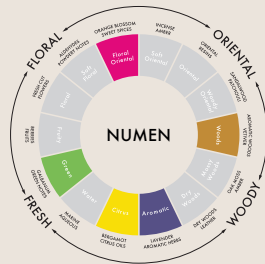 FLORAL
ORIENTAL
WOODY
FRESH
NUMEN
ORANGE BLOSSOM
SWEET SPICES
INCENSE
AMBER
ORIENTAL
RESINS
SANDALWOOD
PATCHOULI
AROMATIC WOODS
VETIVER
OAK MOSS
AMBER
DRY WOODS
LEATHER
LAVENDER
AROMATIC HERBS
BERGAMOT
CITRUS OILS
MARINE
AQUEOUS
GALBANUM
GREEN NOTES
BERRIES
FRUITS
FRESH CUT
FLOWERS
ALDEHYDES
POWDERY NOTES
Floral
Oriental
Soft
Oriental
Oriental
Woody
Oriental
Woods
Mossy
Woods
Dry
Woods
Aromatic
Citrus
Water
Green
Fruity
Floral
Soft
Floral